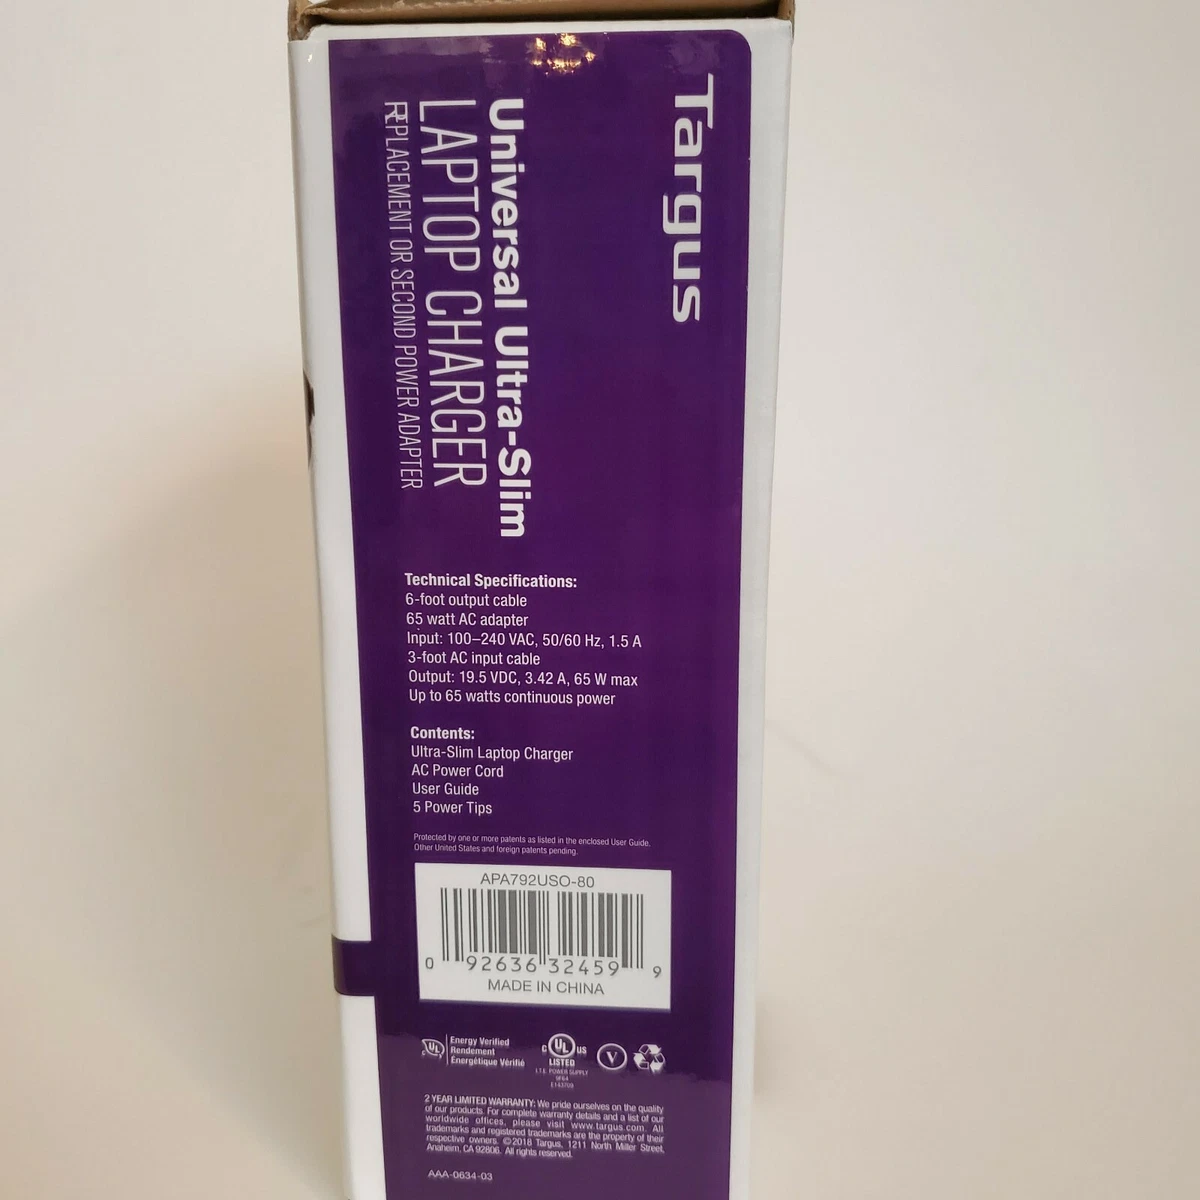 Targus
Universal Ultra-Slim
LAPTOP CHARGER
REPLACEMENT OR SECOND POWER ADAPTER
Technical Specifications:
6-foot output cable
65 watt AC adapter
Input: 100–240 VAC, 50/60 Hz, 1.5 A
3-foot AC input cable
Output: 19.5 VDC, 3.42 A, 65 W max
Up to 65 watts continuous power
Contents:
Ultra-Slim Laptop Charger
AC Power Cord
User Guide
5 Power Tips
Protected by one or more patents as listed in the enclosed User Guide.
Other United States and foreign patents pending.
APA792USO-80
0 92636 32459 9
MADE IN CHINA
UL
Energy Verified
Rendement
Énergétique Vérifié
C UL US
LISTED
I.T.E. POWER SUPPLY
9F64
E143709
V
2 YEAR LIMITED WARRANTY: We pride ourselves on the quality
of our products. For complete warranty details and a list of our
worldwide offices, please visit www.targus.com. All
trademarks and registered trademarks are the property of their
respective owners. ©2018 Targus, 1211 North Miller Street,
Anaheim, CA 92806. All rights reserved.
AAA-0634-03